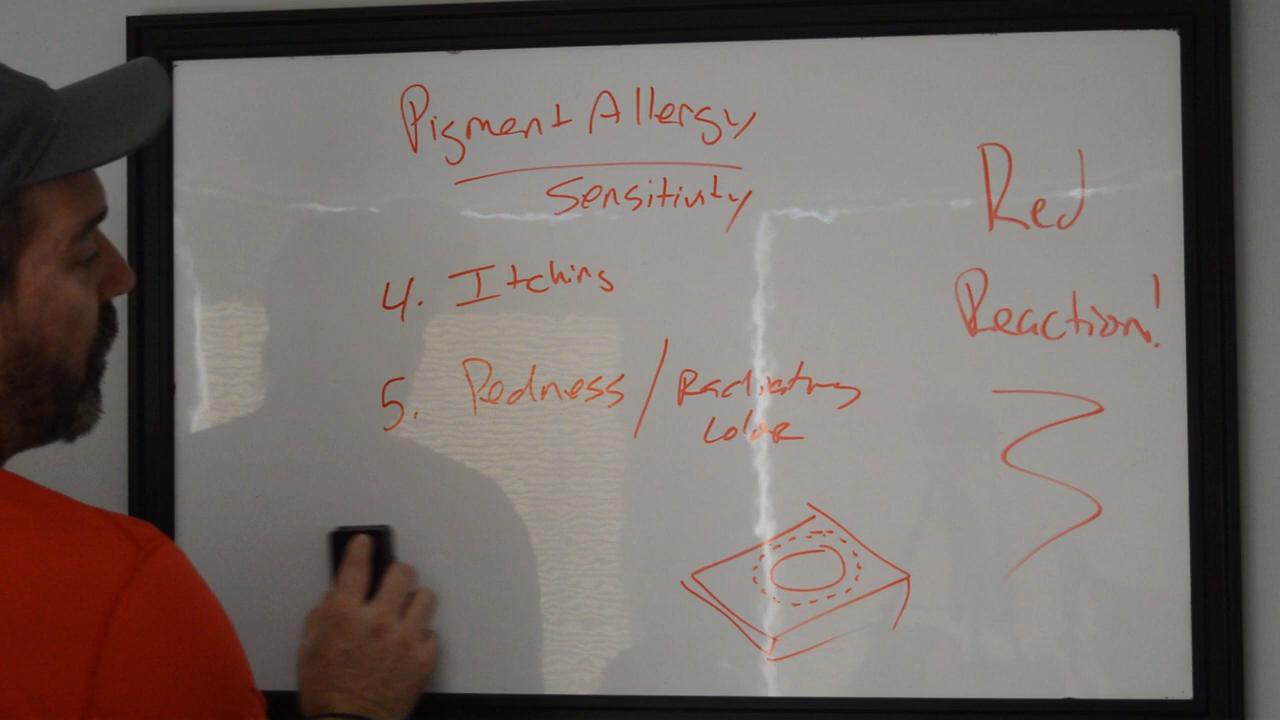 Pigment Allergy
Sensitivity
4. Itching
5. Redness / Radiating
Color
Red
Reaction!